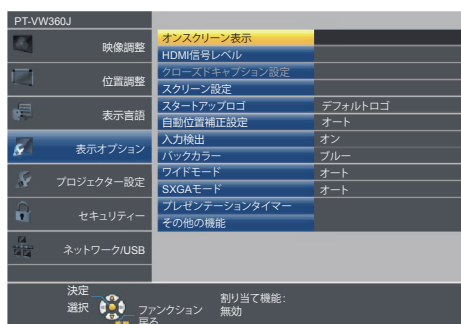 PT-VW360J
映像調整
位置調整
表示言語
表示オプション
プロジェクター設定
セキュリティー
ネットワーク/USB
オンスクリーン表示
HDMI信号レベル
クローズドキャプション設定
スクリーン設定
スタートアップロゴ デフォルトロゴ
自動位置補正設定 オート
入力検出 オン
バックカラー ブルー
ワイドモード オート
SXGAモード オート
プレゼンテーションタイマー
その他の機能
決定
選択
ファンクション
戻る
割り当て機能:
無効